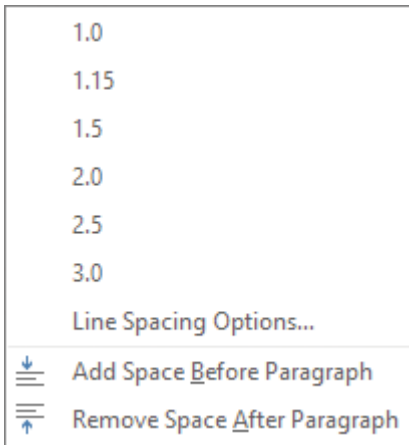 1.0
1.15
1.5
2.0
2.5
3.0
Line Spacing Options...
Add Space Before Paragraph
Remove Space After Paragraph